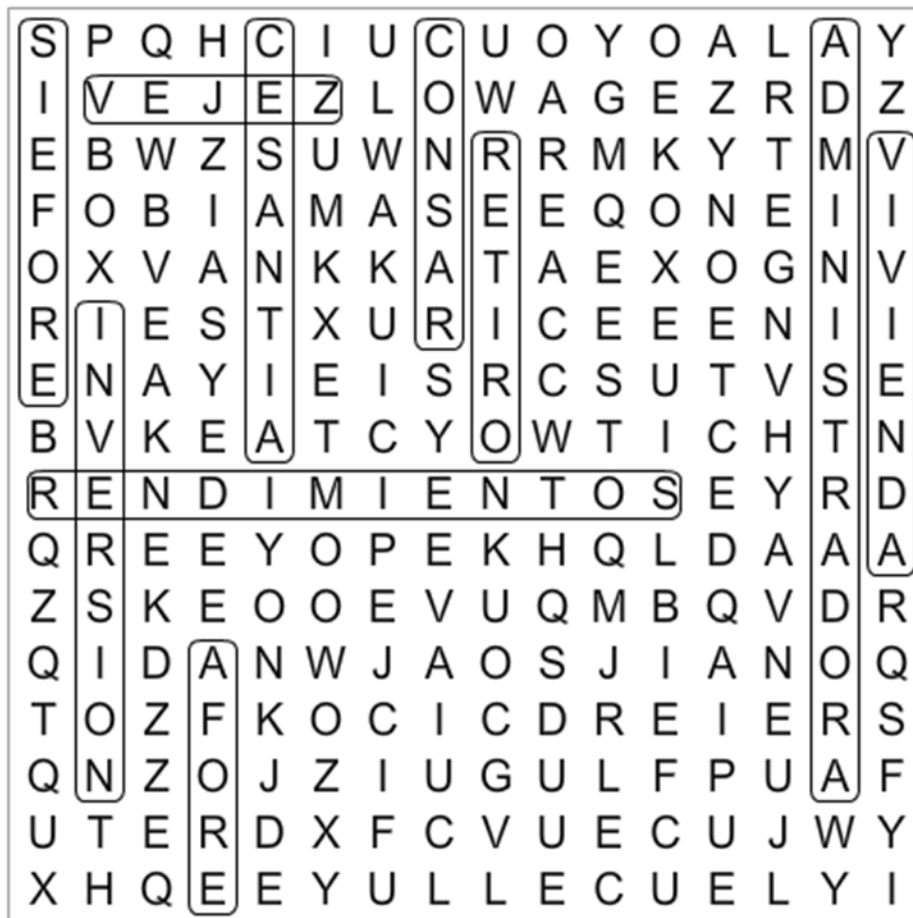 S P Q H C I U C U O Y O A L A Y
I V E J E Z L O W A G E Z R D Z
E B W Z S U W N R R M K Y T M V
F O B I A M A S E E Q O N E I I
O X V A N K K A T A E X O G N V
R I E S T X U R I C E E E N I I
E N A Y I E I S R C S U T V S E
B V K E A T C Y O W T I C H T N
R E N D I M I E N T O S E Y R D
Q R E E Y O P E K H Q L D A A A
Z S K E O O E V U Q M B Q V D R
Q I D A N W J A O S J I A N O Q
T O Z F K O C I C D R E I E R S
Q N Z O J Z I U G U L F P U A F
U T E R D X F C V U E C U J W Y
X H Q E E Y U L L E C U E L Y I